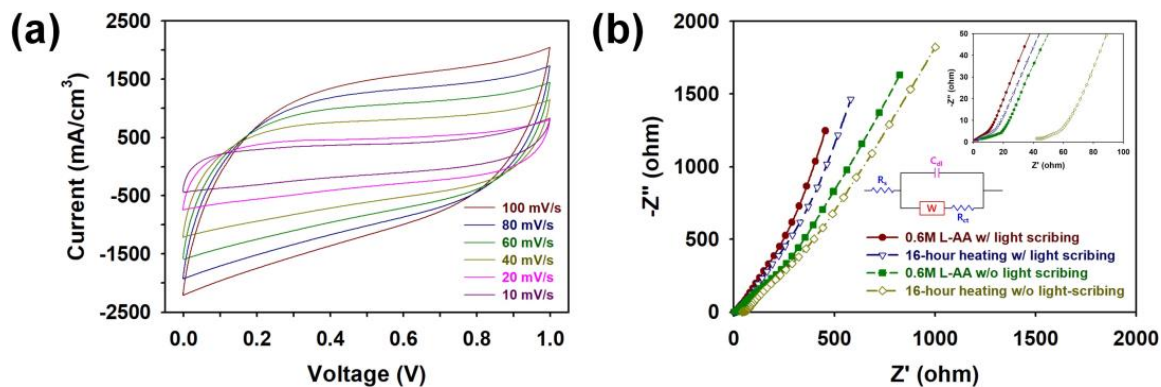 (a)
2500
1500
500
-500
-1500
-2500
Current (mA/cm³)
0.0 0.2 0.4 0.6 0.8 1.0
Voltage (V)
100 mV/s
80 mV/s
60 mV/s
40 mV/s
20 mV/s
10 mV/s
(b)
2000
1500
1000
500
0
-Z'' (ohm)
0 500 1000 1500 2000
Z' (ohm)
50
40
30
20
10
0
-Z'' (ohm)
0 20 40 60 80 100
Z' (ohm)
Cdl
Rs
W
Rct
0.6M L-AA w/ light scribing
16-hour heating w/ light scribing
0.6M L-AA w/o light scribing
16-hour heating w/o light-scribing